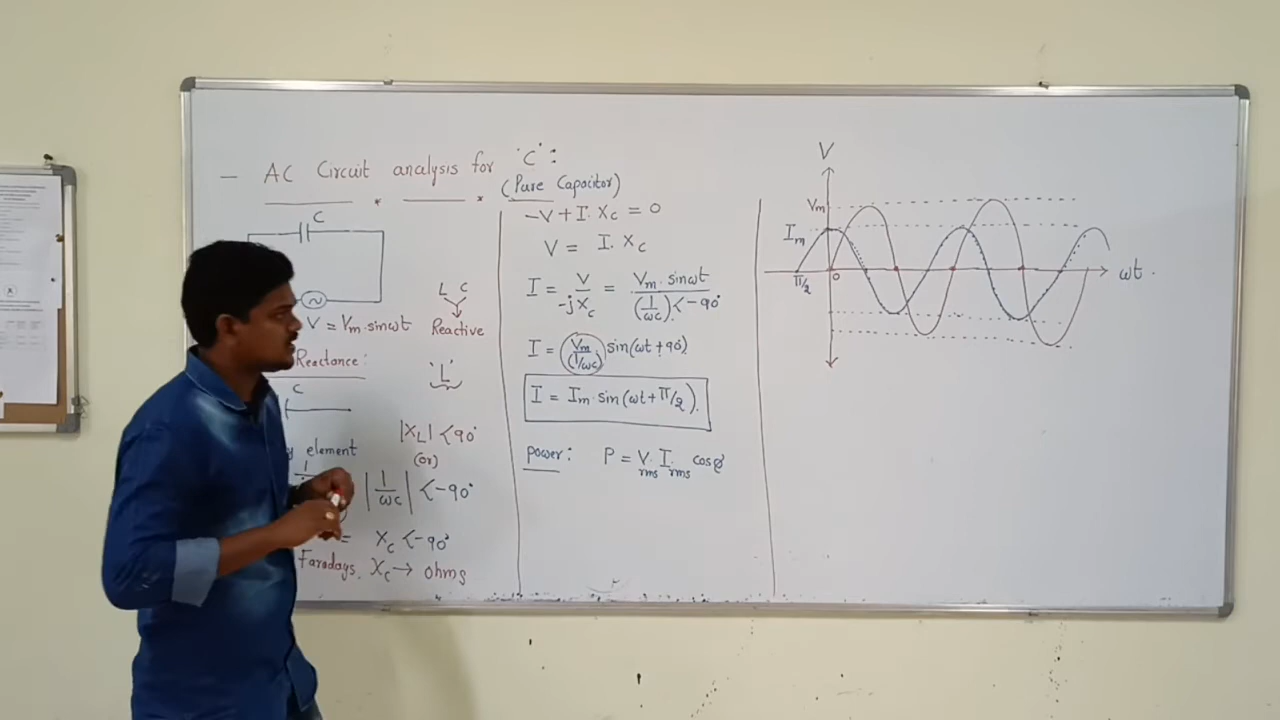 — AC Circuit analysis for 'C' :
(Pure Capacitor)
C
V = Vm . sinωt
L C
Reactive
Reactance :
'L'
C
element
|XL| ∠90°
(or)
1
|1/ωc| ∠-90°
= Xc ∠-90°
Faradays, Xc → ohms
-V + I . Xc = 0
V = I . Xc
I = V/-jXc = Vm . sinωt/(1/ωc) ∠-90°
I = Vm/(1/ωc) sin(ωt + 90°)
I = Im . sin(ωt + π/2).
power : P = Vrms . Irms cosø
V
Vm
Im
π/2
0
ωt .